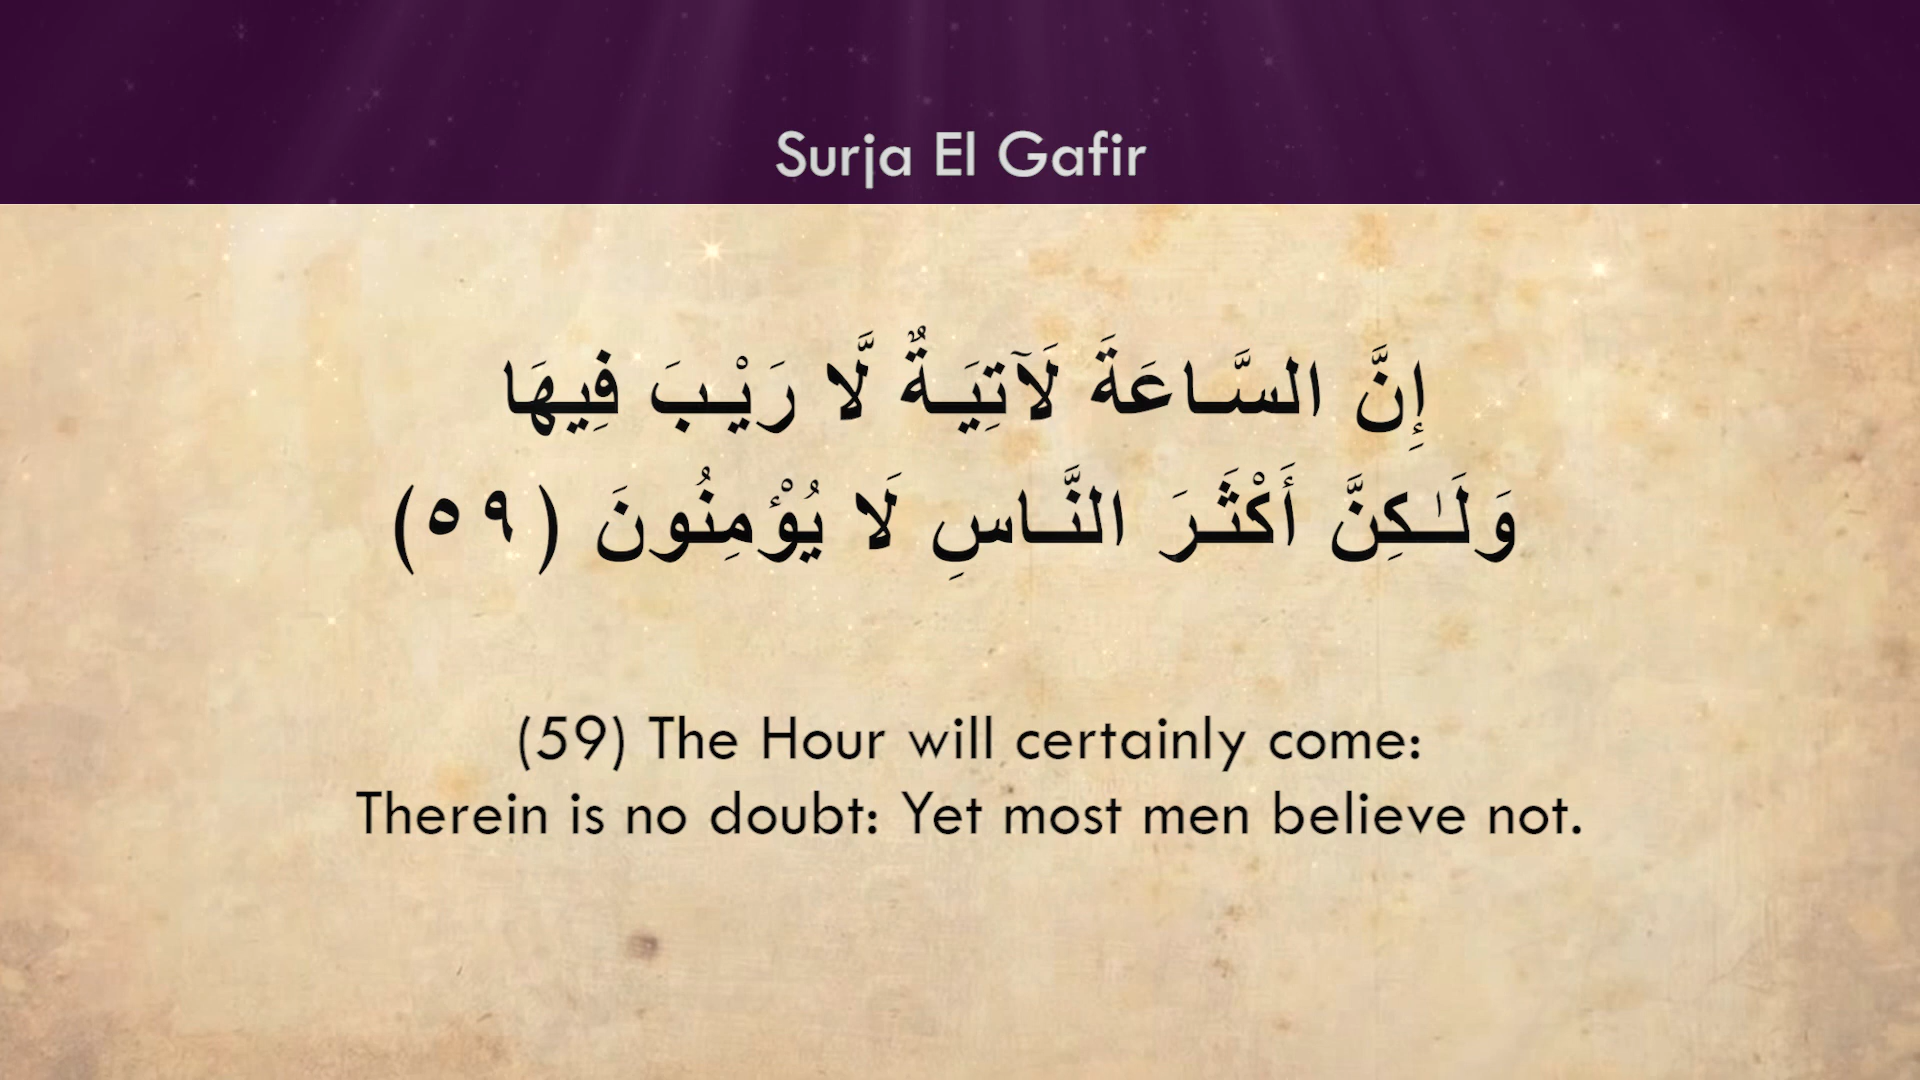 Surja El Gafir
إِنَّ السَّاعَةَ لَآتِيَةٌ لَّا رَيْبَ فِيهَا
وَلَـٰكِنَّ أَكْثَرَ النَّاسِ لَا يُؤْمِنُونَ (٥٩)
(59) The Hour will certainly come:
Therein is no doubt: Yet most men believe not.